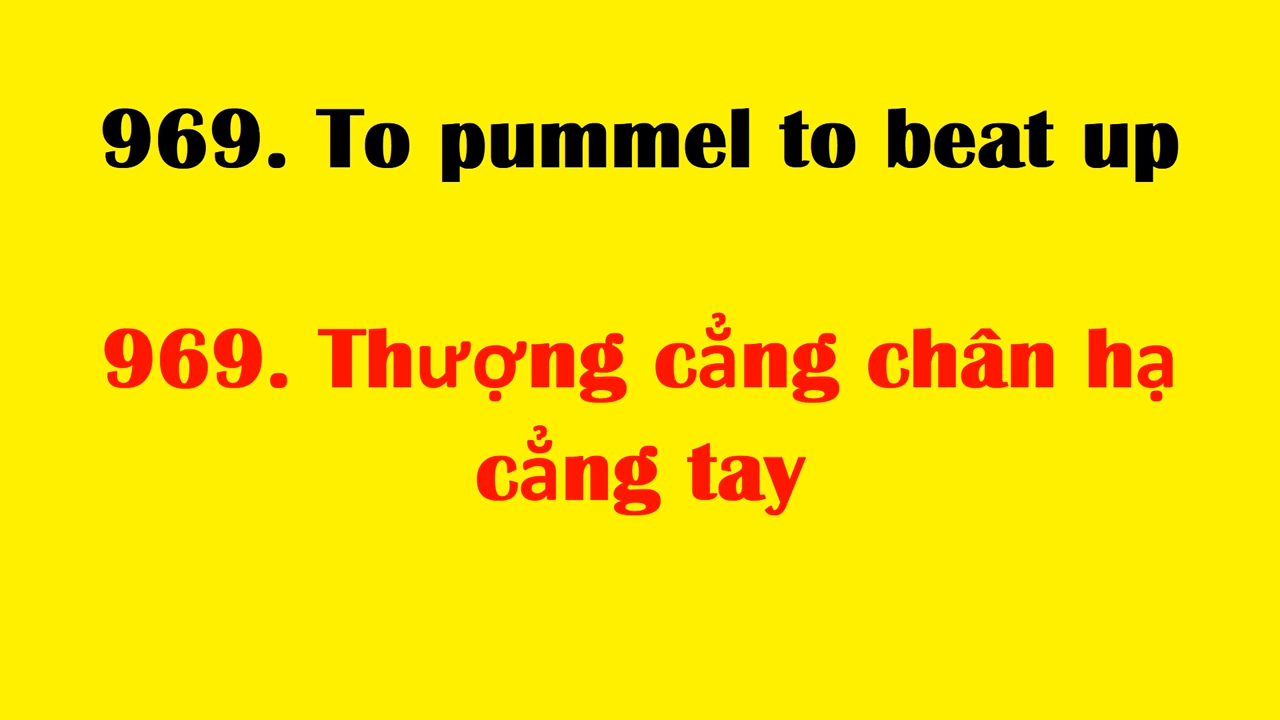 969. To pummel to beat up
969. Thượng cẳng chân hạ
cẳng tay